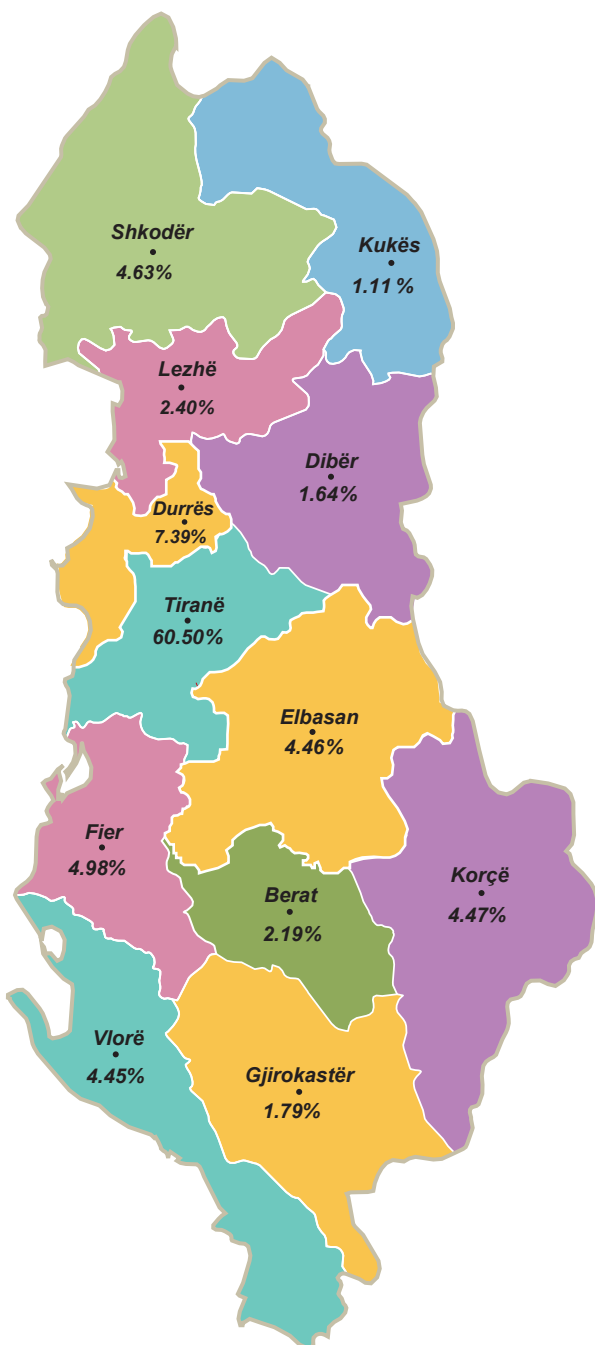 Shkodër
4.63%
Kukës
1.11 %
Lezhë
2.40%
Dibër
1.64%
Durrës
7.39%
Tiranë
60.50%
Elbasan
4.46%
Fier
4.98%
Korçë
4.47%
Berat
2.19%
Vlorë
4.45%
Gjirokastër
1.79%